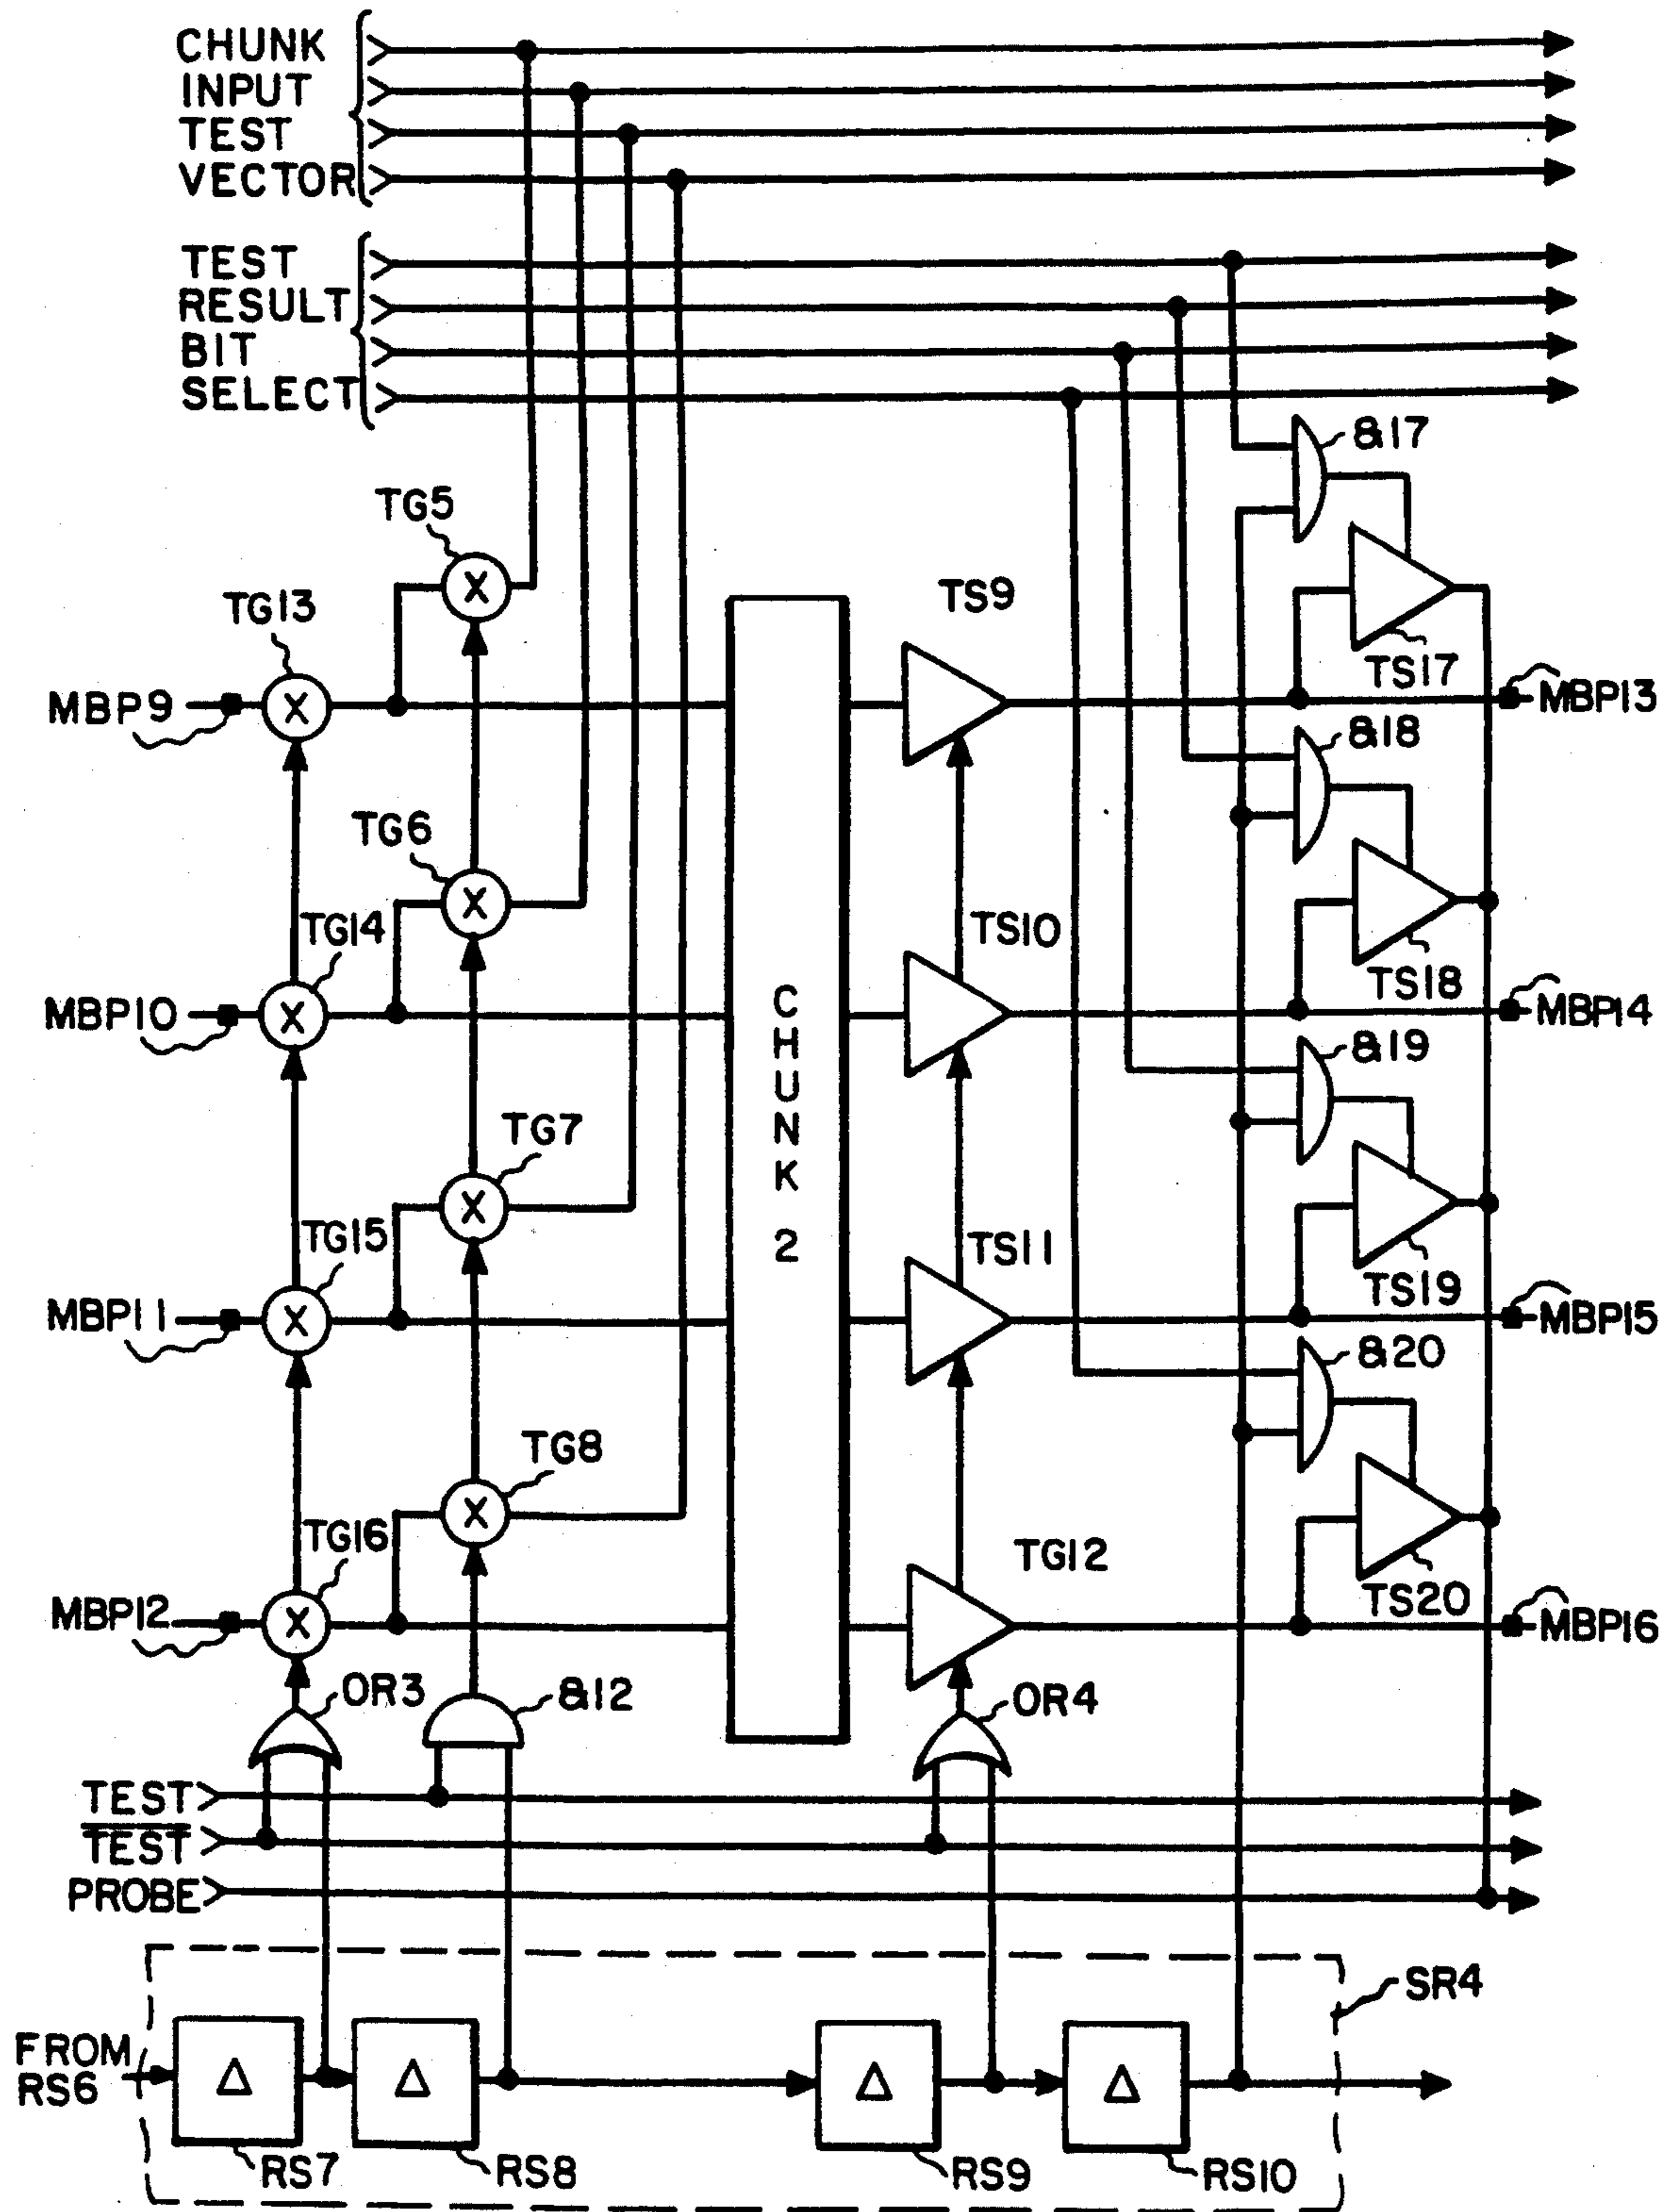 CHUNK
INPUT
TEST
VECTOR
TEST
RESULT
BIT
SELECT
&17
TG5
TS9
TG13
TS17
MBP9
MBP13
&18
TG6
TG14
TS10
TS18
MBP10
MBP14
CHUNK 2
&19
TG7
TG15
TS11
TS19
MBP11
MBP15
&20
TG8
TG16
TG12
TS20
MBP12
MBP16
OR3
&12
OR4
TEST
TEST
PROBE
SR4
FROM
RS6
Δ
Δ
Δ
Δ
RS7
RS8
RS9
RS10